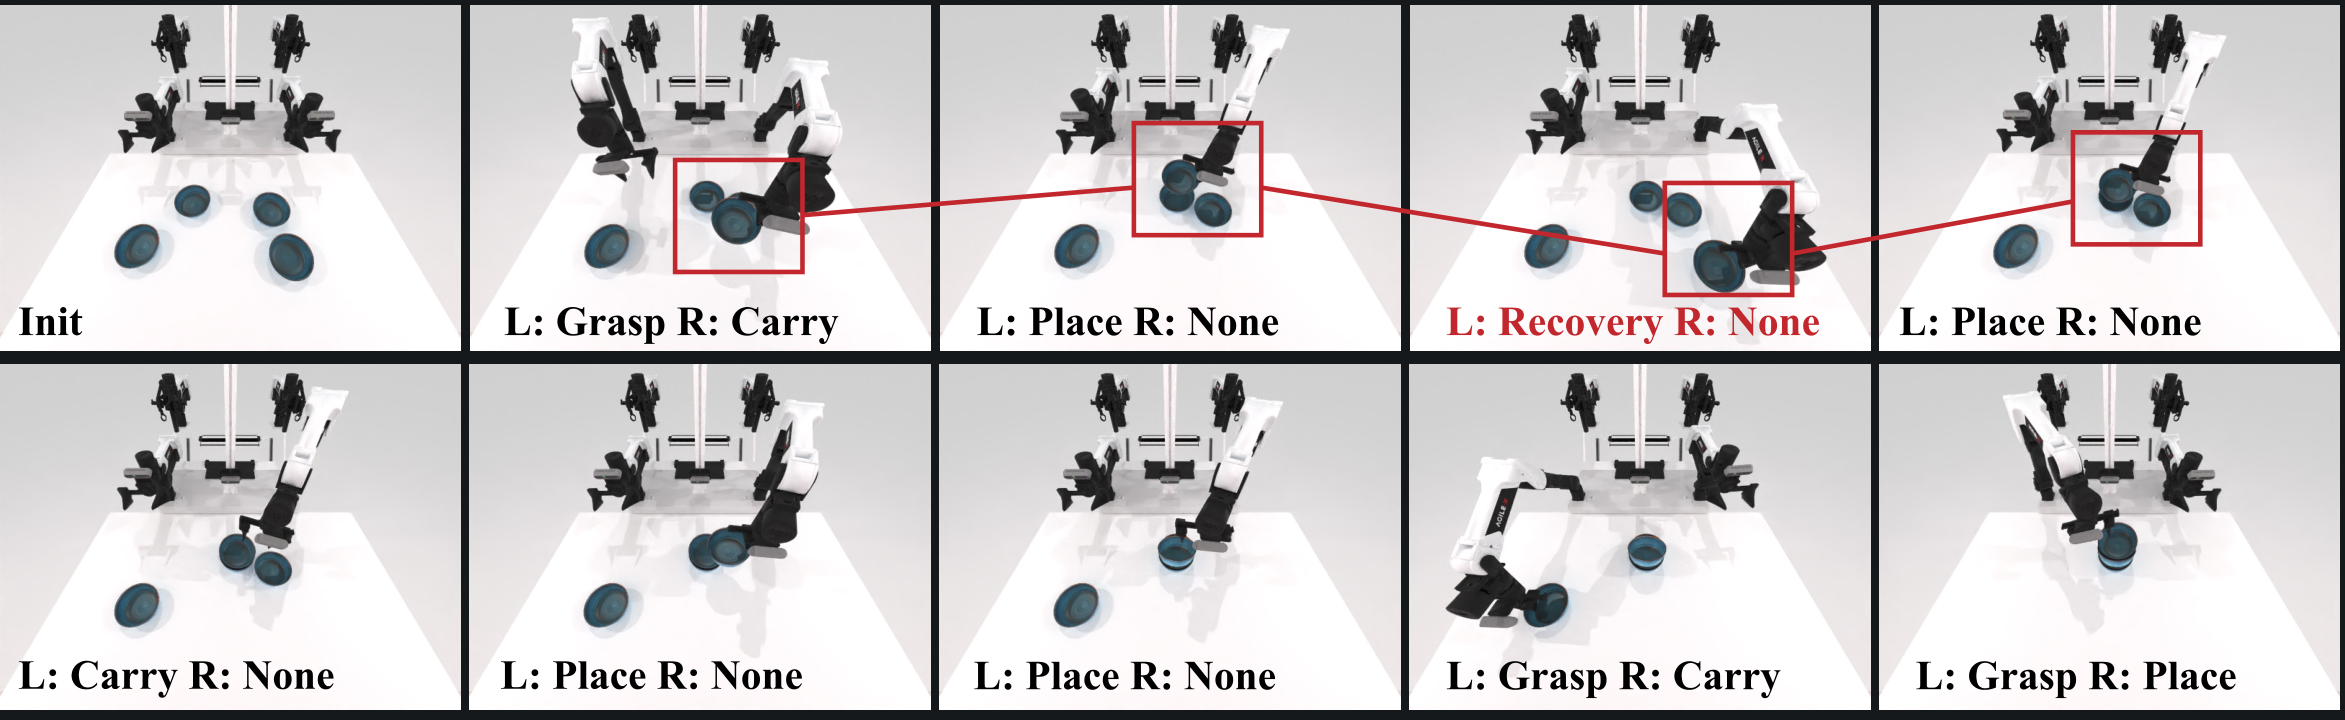 Init
L: Grasp R: Carry
L: Place R: None
L: Recovery R: None
L: Place R: None
L: Carry R: None
L: Place R: None
L: Place R: None
L: Grasp R: Carry
AGILE
L: Grasp R: Place